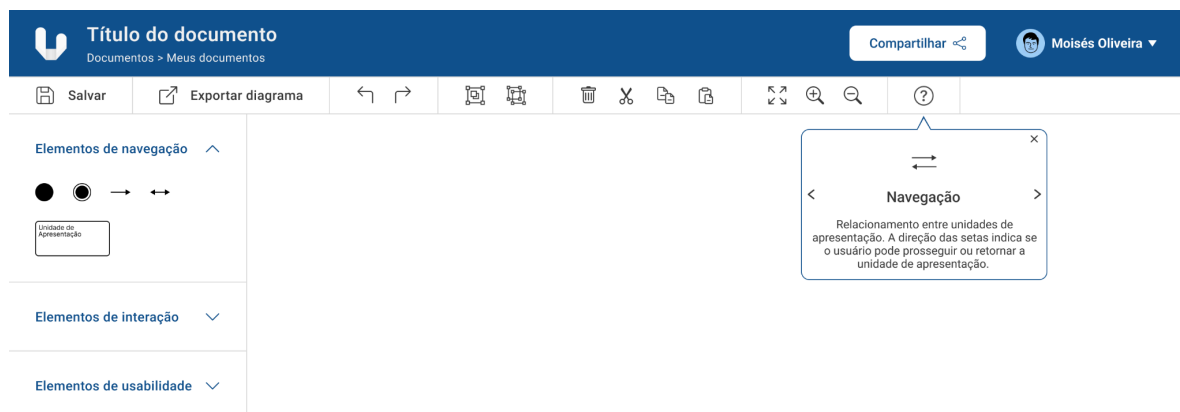 Título do documento
Documentos > Meus documentos
Compartilhar
Moisés Oliveira
Salvar
Exportar diagrama
Elementos de navegação
Unidade de
Apresentação
Navegação
Relacionamento entre unidades de
apresentação. A direção das setas indica se
o usuário pode prosseguir ou retornar a
unidade de apresentação.
Elementos de interação
Elementos de usabilidade